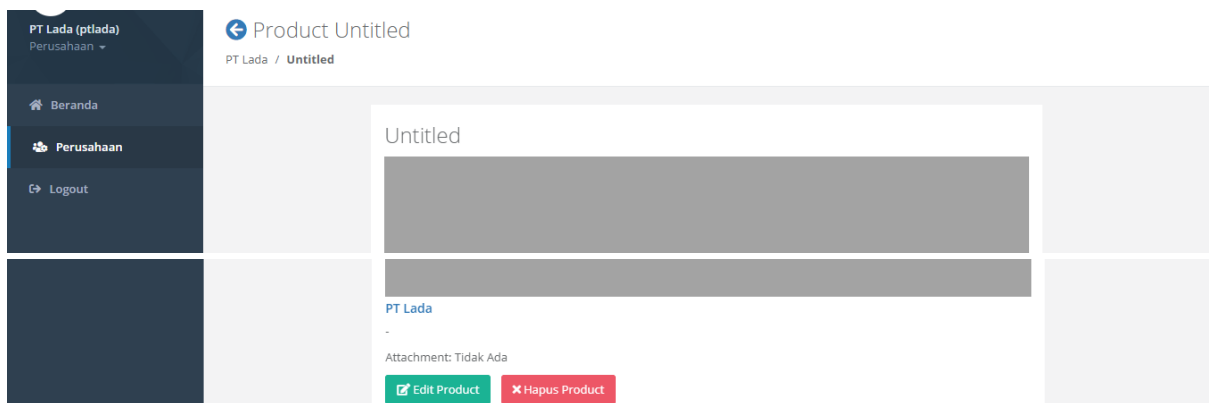 PT Lada (ptlada)
Perusahaan
Beranda
Perusahaan
Logout
Product Untitled
PT Lada / Untitled
Untitled
PT Lada
-
Attachment: Tidak Ada
Edit Product
Hapus Product